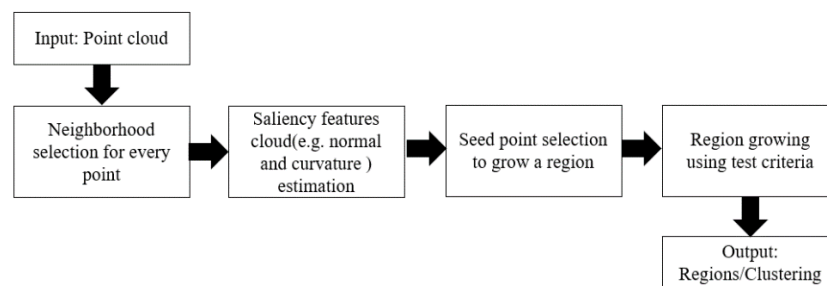 Input: Point cloud
Neighborhood
selection for every
point
Saliency features
cloud(e.g. normal
and curvature )
estimation
Seed point selection
to grow a region
Region growing
using test criteria
Output:
Regions/Clustering